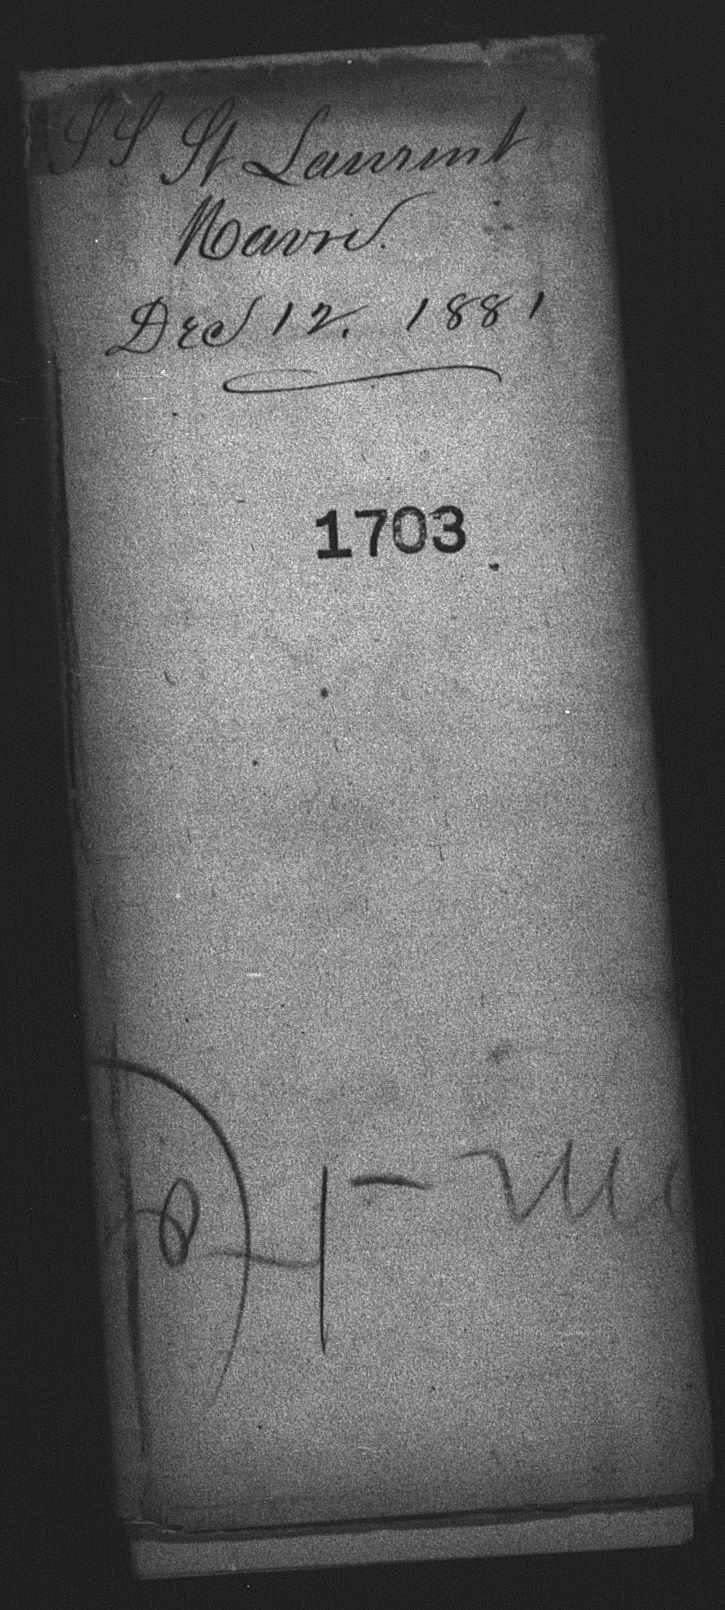 SS St Laurent
Havre.
Dec 12. 1881
1703